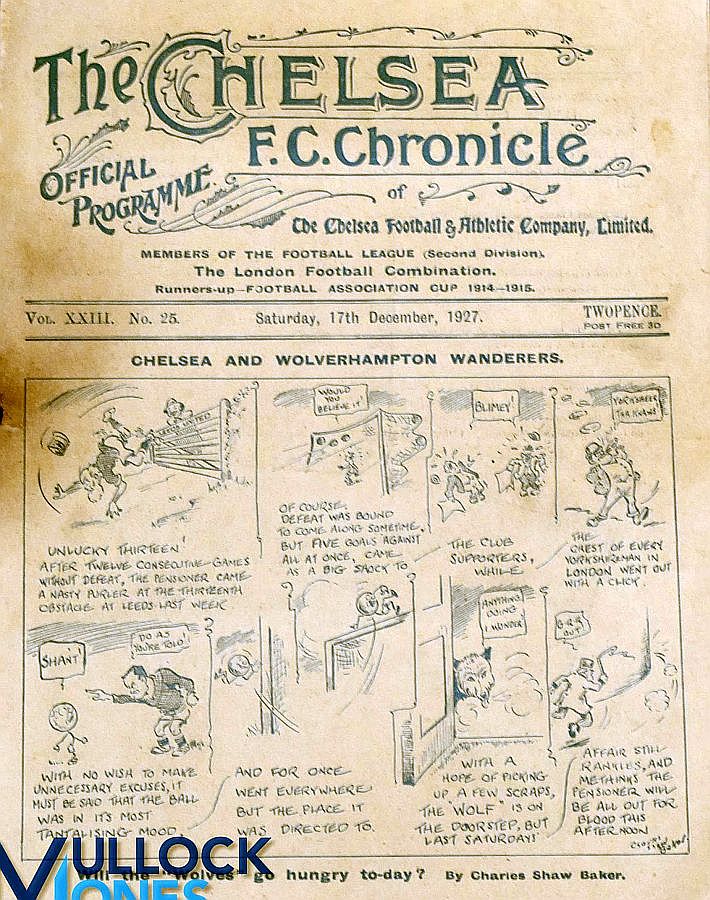 The CHELSEA
F.C. Chronicle
OFFICIAL
PROGRAMME.
of
The Chelsea Football & Athletic Company, Limited.
MEMBERS OF THE FOOTBALL LEAGUE (Second Division).
The London Football Combination.
Runners-up—FOOTBALL ASSOCIATION CUP 1914-1915.
VOL. XXIII. No. 25.
Saturday, 17th December, 1927.
TWOPENCE.
POST FREE 3D
CHELSEA AND WOLVERHAMPTON WANDERERS.
LEEDS UNITED
UNLUCKY THIRTEEN!
AFTER TWELVE CONSECUTIVE GAMES
WITHOUT DEFEAT, THE PENSIONER CAME
A NASTY PURLER AT THE THIRTEENTH
OBSTACLE AT LEEDS LAST WEEK
WOULD
YOU
BELIEVE IT!
OF COURSE,
DEFEAT WAS BOUND
TO COME ALONG SOMETIME,
BUT FIVE GOALS AGAINST
ALL AT ONCE, CAME
AS A BIG SHOCK TO
BLIMEY!
THE CLUB
SUPPORTERS,
WHILE
THE
CHEST OF EVERY
YORKSHIREMAN IN
LONDON WENT OUT
WITH A CLICK.
SHAN'T
DO AS
YOU'RE TOLD!
WITH NO WISH TO MAKE
UNNECESSARY EXCUSES, IT
MUST BE SAID THAT THE BALL
WAS IN IT'S MOST
TANTALISING MOOD,
AND FOR ONCE
WENT EVERYWHERE
BUT THE PLACE IT
WAS DIRECTED TO.
ANYTHING
DOING
I WONDER
WITH A
HOPE OF PICKING
UP A FEW SCRAPS,
THE "WOLF" IS ON
THE DOORSTEP, BUT
LAST SATURDAY'S
G-R-R
OUT
AFFAIR STILL
RANKLES, AND
METHINKS THE
PENSIONER WILL
BE ALL OUT FOR
BLOOD THIS
AFTERNOON
Will the "Wolves" go hungry to-day? By Charles Shaw Baker.
MULLOCK
JONES